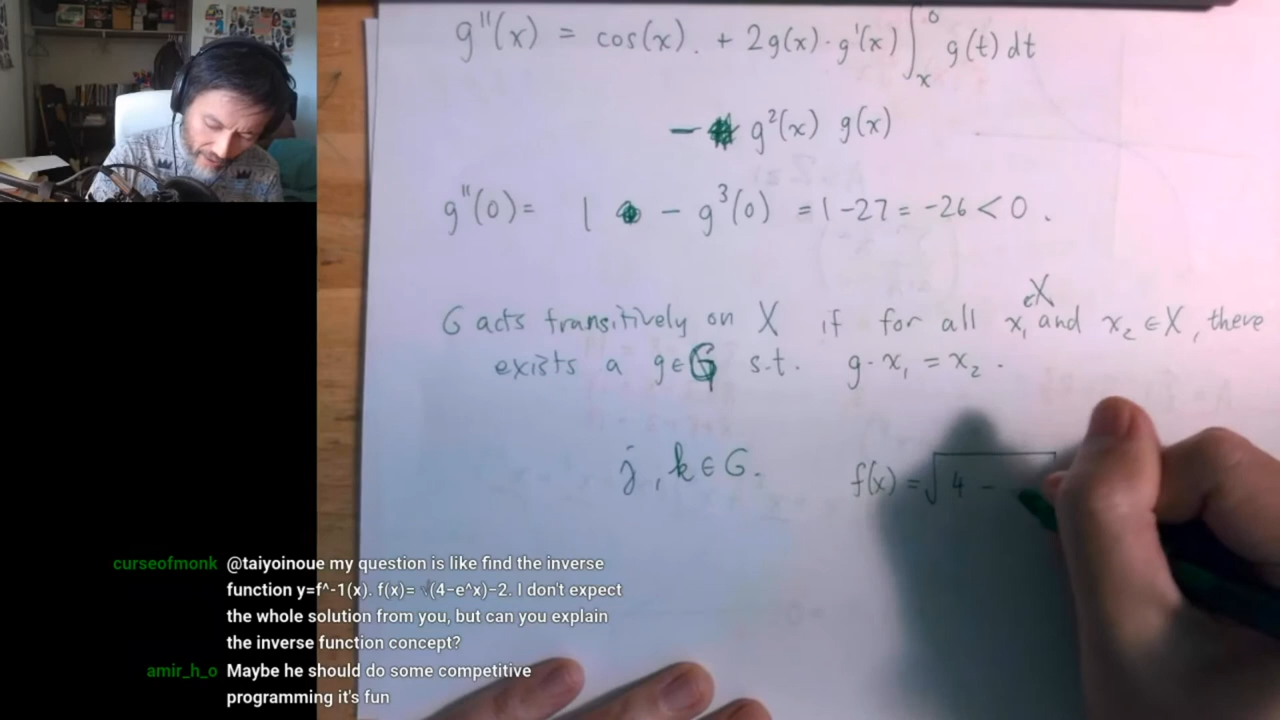 g''(x) = cos(x). + 2g(x)·g'(x) ∫ₓ⁰ g(t) dt
- g²(x) g(x)
g''(0) = 1 - g³(0) = 1 - 27 = -26 < 0.
G acts transitively on X if for all x₁ ∈X and x₂ ∈ X, there
exists a g∈G s.t. g·x₁ = x₂.
j, k ∈ G. f(x) = √4 -
curseofmonk @taiyoinoue my question is like find the inverse
function y=f^-1(x). f(x)= √(4−e^x)−2. I don't expect
the whole solution from you, but can you explain
the inverse function concept?
amir_h_o Maybe he should do some competitive
programming it's fun